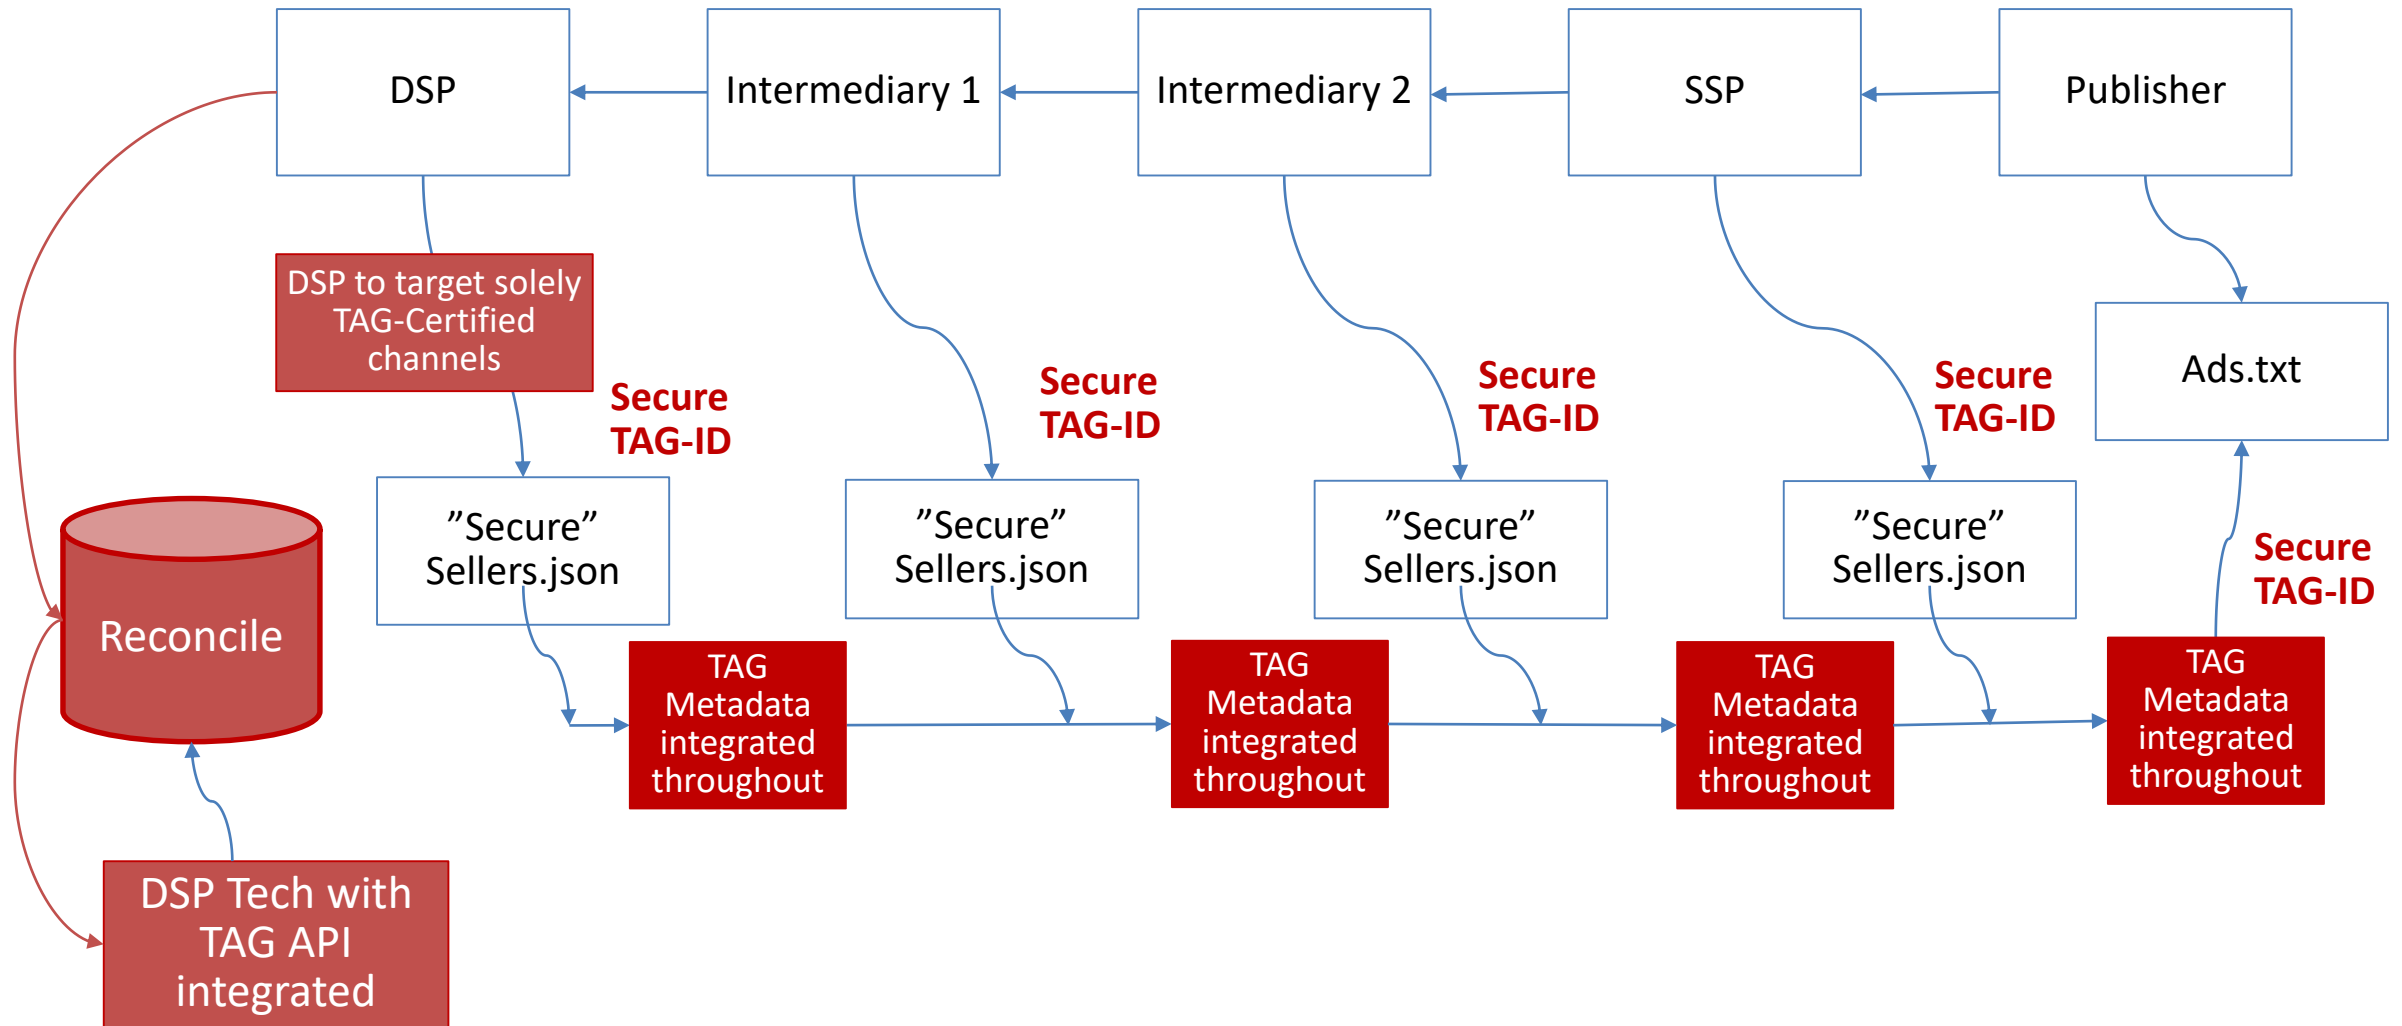 DSP
Intermediary 1
Intermediary 2
SSP
Publisher
DSP to target solely
TAG-Certified
channels
Secure
TAG-ID
Secure
TAG-ID
Secure
TAG-ID
Secure
TAG-ID
Ads.txt
”Secure”
Sellers.json
”Secure”
Sellers.json
”Secure”
Sellers.json
”Secure”
Sellers.json
Secure
TAG-ID
Reconcile
TAG
Metadata
integrated
throughout
TAG
Metadata
integrated
throughout
TAG
Metadata
integrated
throughout
TAG
Metadata
integrated
throughout
DSP Tech with
TAG API
integrated